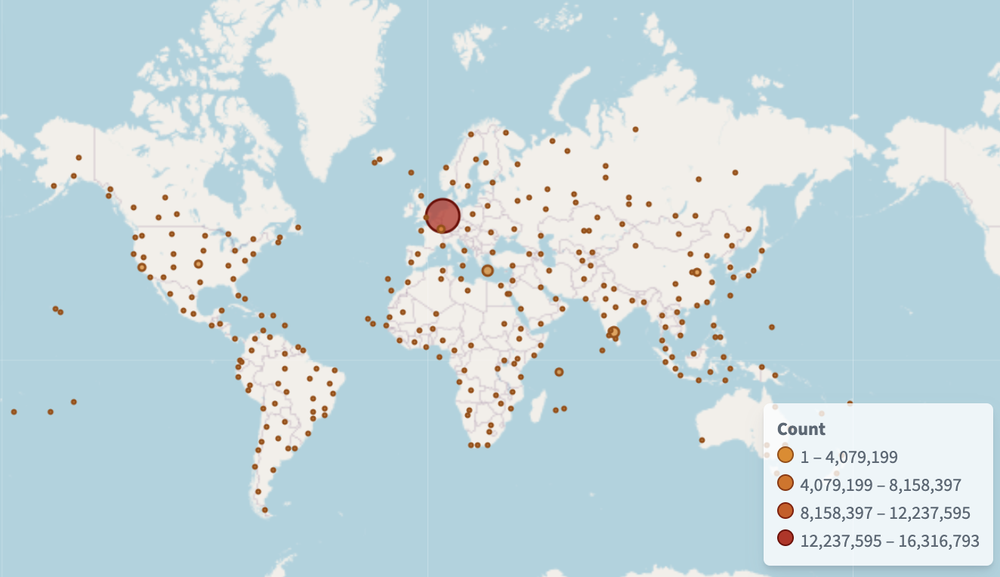 Count
1 – 4,079,199
4,079,199 – 8,158,397
8,158,397 – 12,237,595
12,237,595 – 16,316,793